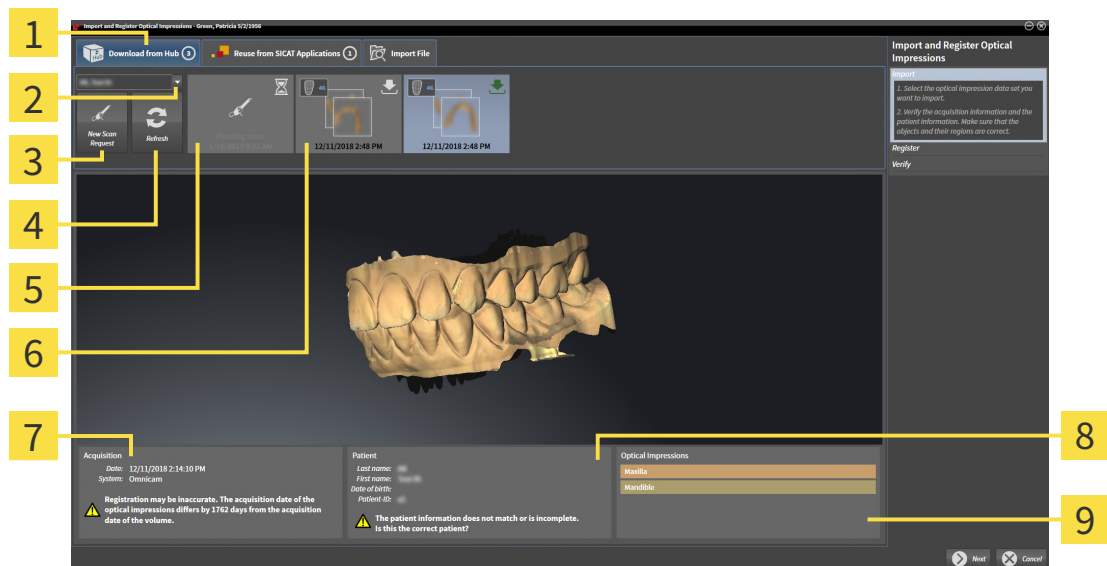 Import and Register Optical Impressions - Green, Patricia 5/2/1956
1
2
3
4
5
6
7
8
9
Download from Hub 3
Reuse from SICAT Applications 1
Import File
New Scan
Request
Refresh
Pending scan
46
12/11/2018 2:48 PM
46
12/11/2018 2:48 PM
Import and Register Optical
Impressions
Import
1. Select the optical impression data set you
want to import.
2. Verify the acquisition information and the
patient information. Make sure that the
objects and their regions are correct.
Register
Verify
Acquisition
Date: 12/11/2018 2:14:10 PM
System: Omnicam
Registration may be inaccurate. The acquisition date of the
optical impressions differs by 1762 days from the acquisition
date of the volume.
Patient
Last name:
First name:
Date of birth:
Patient-ID:
The patient information does not match or is incomplete.
Is this the correct patient?
Optical Impressions
Maxilla
Mandible
Next
Cancel